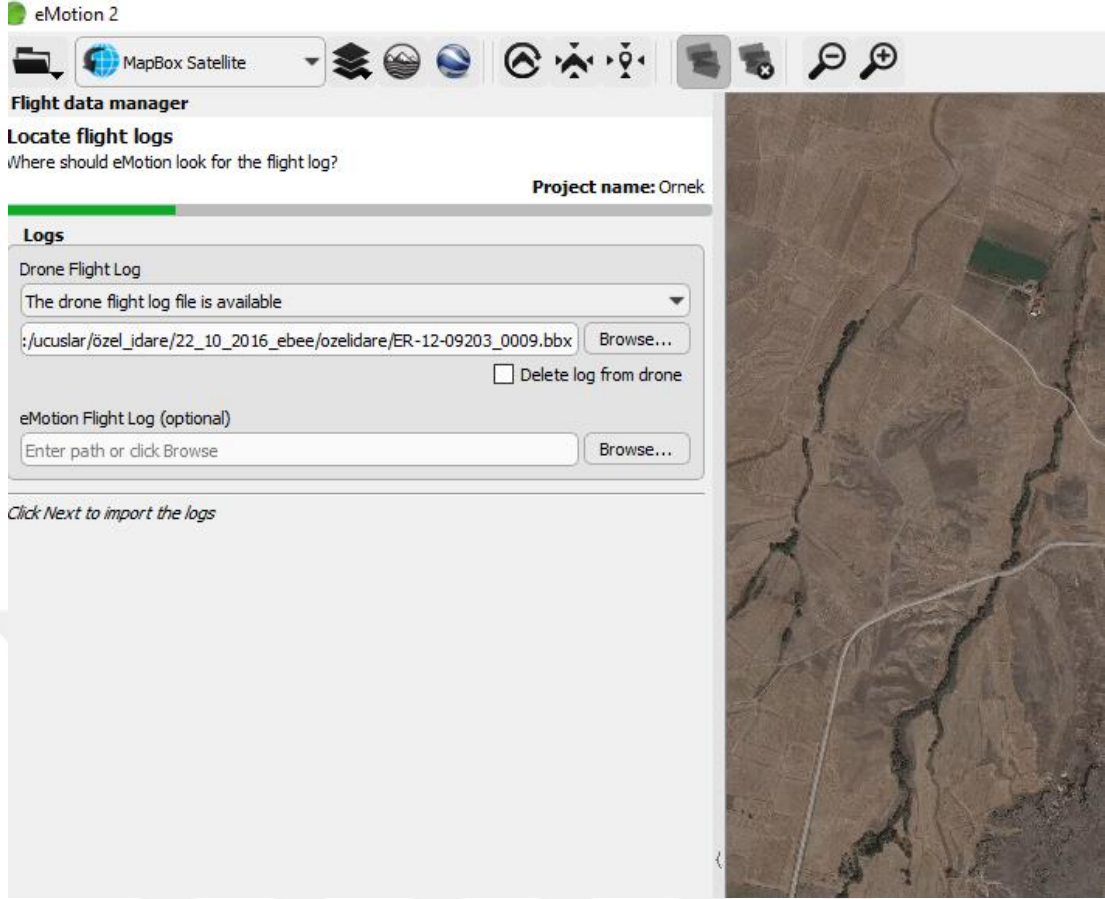 eMotion 2
MapBox Satellite
Flight data manager
Locate flight logs
Where should eMotion look for the flight log?
Project name: Ornek
Logs
Drone Flight Log
The drone flight log file is available
:/ucuslar/özel_idare/22_10_2016_ebee/ozelidare/ER-12-09203_0009.bbx
Browse...
Delete log from drone
eMotion Flight Log (optional)
Enter path or click Browse
Browse...
Click Next to import the logs